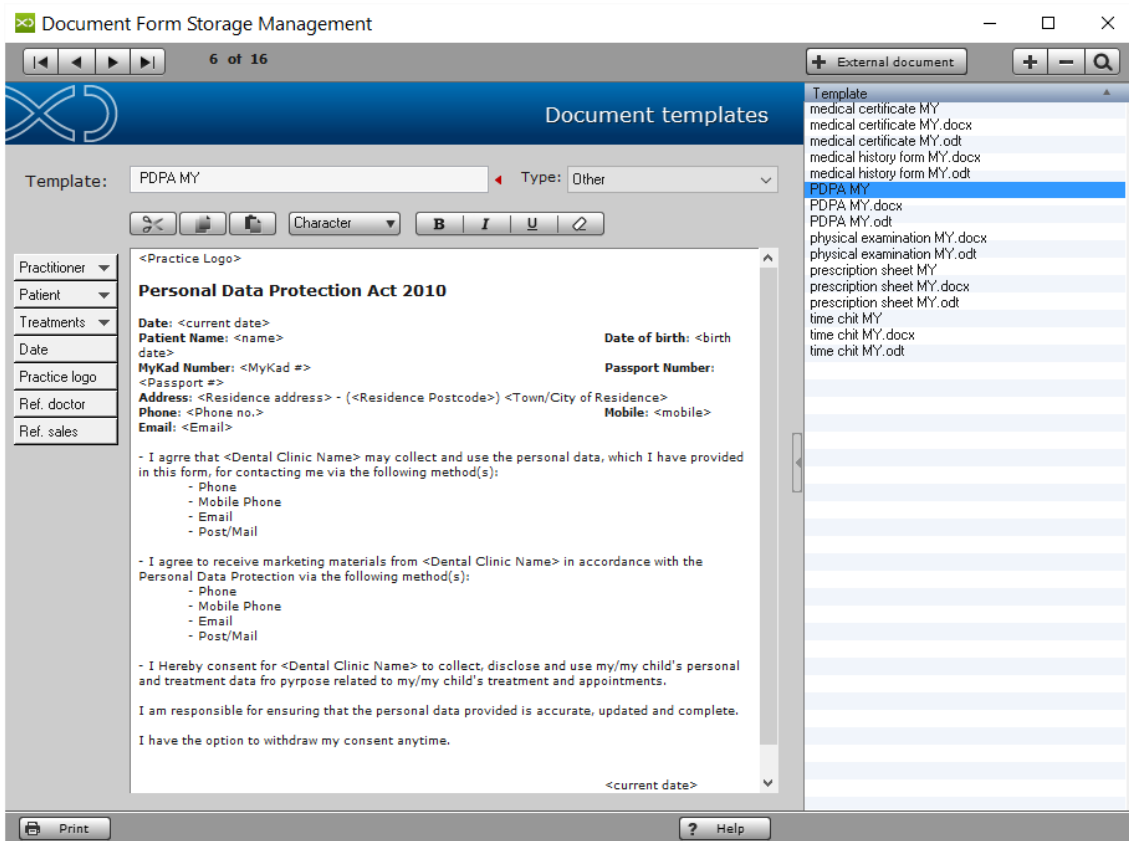 Document Form Storage Management
6 of 16
+ External document
Document templates
Template:
PDPA MY
Type:
Other
Character
B
I
U
Practitioner
Patient
Treatments
Date
Practice logo
Ref. doctor
Ref. sales
<Practice Logo>
Personal Data Protection Act 2010
Date: <current date>
Patient Name: <name> Date of birth: <birth
date>
MyKad Number: <MyKad #> Passport Number:
<Passport #>
Address: <Residence address> - (<Residence Postcode>) <Town/City of Residence>
Phone: <Phone no.> Mobile: <mobile>
Email: <Email>
- I agrre that <Dental Clinic Name> may collect and use the personal data, which I have provided
in this form, for contacting me via the following method(s):
- Phone
- Mobile Phone
- Email
- Post/Mail
- I agree to receive marketing materials from <Dental Clinic Name> in accordance with the
Personal Data Protection via the following method(s):
- Phone
- Mobile Phone
- Email
- Post/Mail
- I Hereby consent for <Dental Clinic Name> to collect, disclose and use my/my child's personal
and treatment data fro pyrpose related to my/my child's treatment and appointments.
I am responsible for ensuring that the personal data provided is accurate, updated and complete.
I have the option to withdraw my consent anytime.
<current date>
Template
medical certificate MY
medical certificate MY.docx
medical certificate MY.odt
medical history form MY.docx
medical history form MY.odt
PDPA MY
PDPA MY.docx
PDPA MY.odt
physical examination MY.docx
physical examination MY.odt
prescription sheet MY
prescription sheet MY.docx
prescription sheet MY.odt
time chit MY
time chit MY.docx
time chit MY.odt
Print
? Help